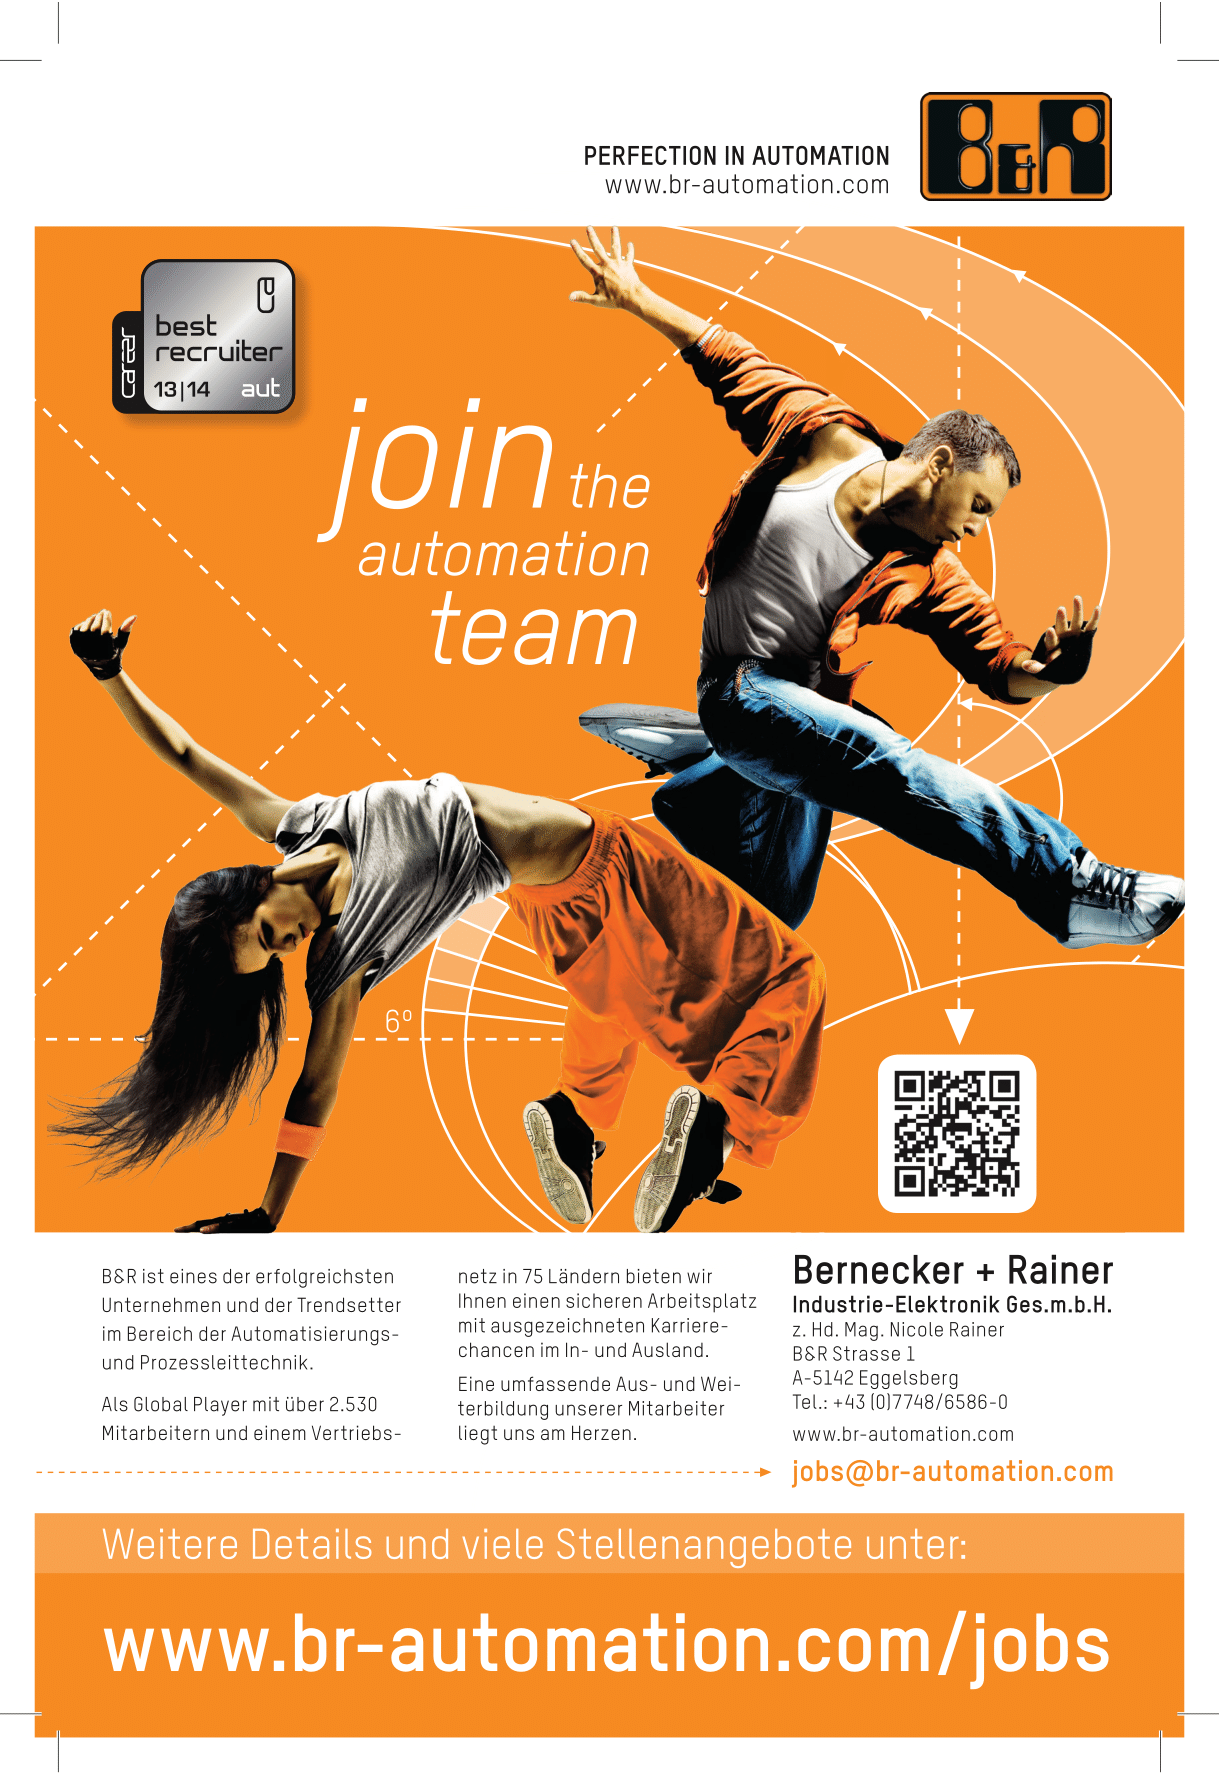 PERFECTION IN AUTOMATION
www.br-automation.com
B&R
career
ca
best
recruiter
13|14 aut
join the
automation
team
6º
B&R ist eines der erfolgreichsten
Unternehmen und der Trendsetter
im Bereich der Automatisierungs-
und Prozessleittechnik.
Als Global Player mit über 2.530
Mitarbeitern und einem Vertriebs-
netz in 75 Ländern bieten wir
Ihnen einen sicheren Arbeitsplatz
mit ausgezeichneten Karriere-
chancen im In- und Ausland.
Eine umfassende Aus- und Wei-
terbildung unserer Mitarbeiter
liegt uns am Herzen.
Bernecker + Rainer
Industrie-Elektronik Ges.m.b.H.
z. Hd. Mag. Nicole Rainer
B&R Strasse 1
A-5142 Eggelsberg
Tel.: +43 (0)7748/6586-0
www.br-automation.com
jobs@br-automation.com
Weitere Details und viele Stellenangebote unter:
www.br-automation.com/jobs